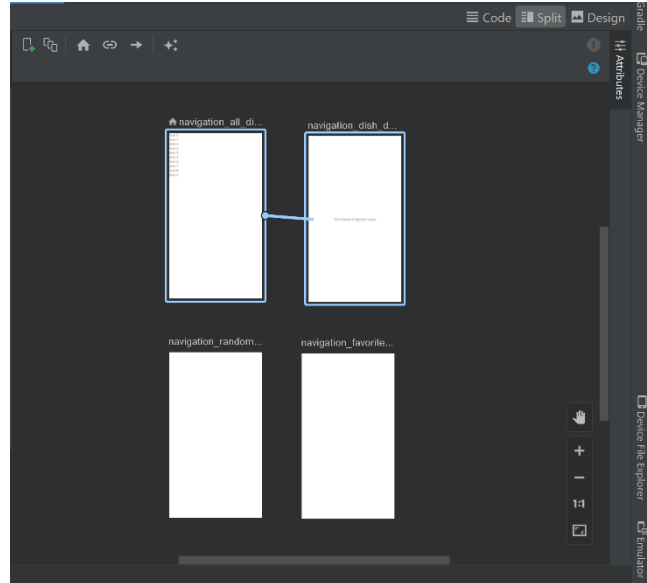 Code Split Design
Gradle
Attributes
Device Manager
navigation_all_di...
navigation_dish_d...
navigation_random...
navigation_favorite...
1:1
Device File Explorer
Emulator